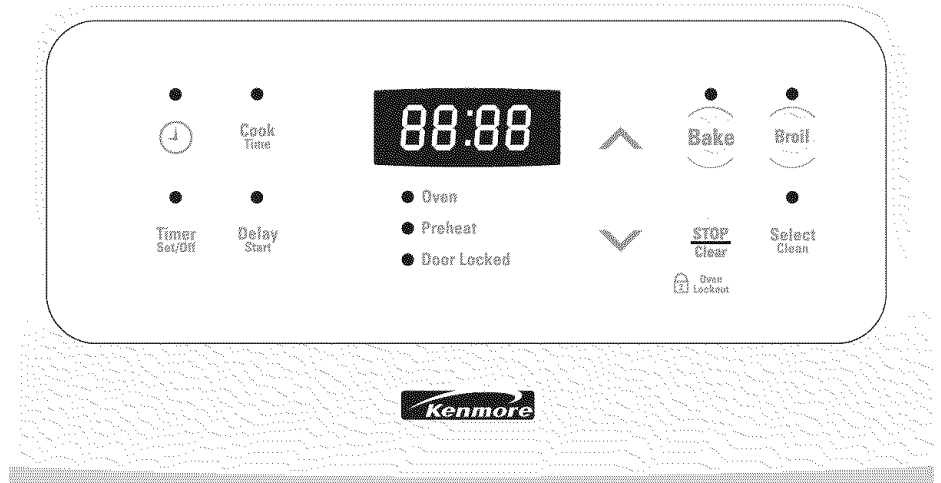 Cook
Time
88:88
Bake
Broil
Oven
Preheat
Door Locked
Timer
Set/Off
Delay
Start
STOP
Clear
Select
Clean
Oven
Lockout
Kenmore